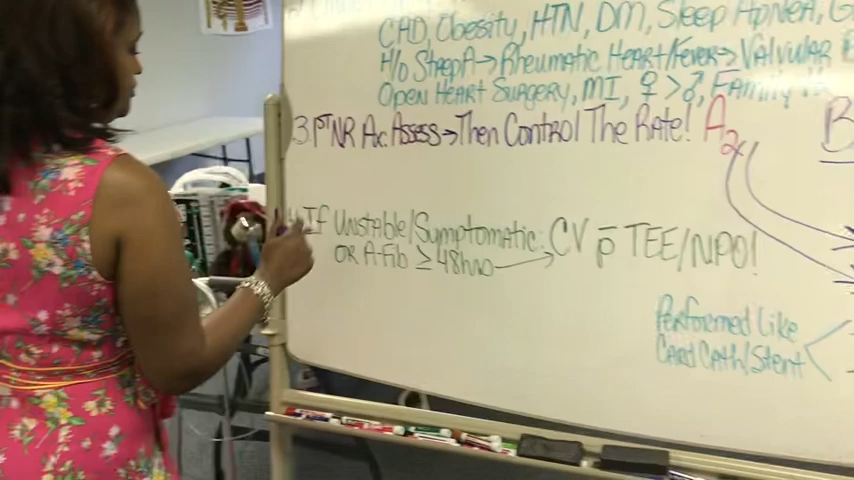 CAD, Obesity, HTN, DM, Sleep Apnea,
H/o Strep A → Rheumatic Heart/Fever → Valvular
Open Heart Surgery, MI, ♀ > ♂, Family
3 1st NR Ac. Assess → Then Control The Rate! A2
B
4 If Unstable/Symptomatic: CV p̄ TEE/NPO!
OR A-Fib ≥ 48hrs
Performed Like
Card Cath/Stent